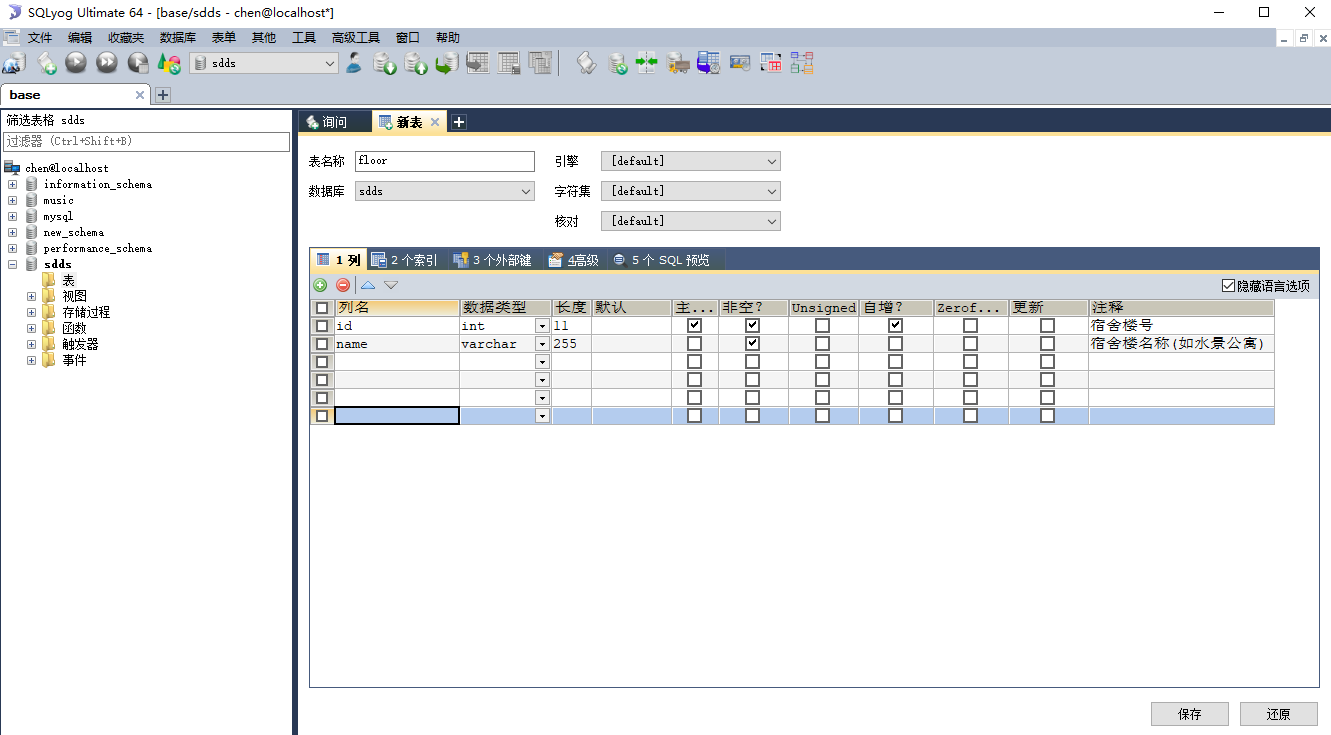 SQLyog Ultimate 64 - [base/sdds - chen@localhost*]
文件 编辑 收藏夹 数据库 表单 其他 工具 高级工具 窗口 帮助
sdds
base
筛选表格 sdds
过滤器 (Ctrl+Shift+B)
chen@localhost
information_schema
music
mysql
new_schema
performance_schema
sdds
表
视图
存储过程
函数
触发器
事件
询问 新表
表名称 floor 引擎 [default]
数据库 sdds 字符集 [default]
核对 [default]
1 列 2 个索引 3 个外部键 4高级 5 个 SQL 预览
隐藏语言选项
列名 数据类型 长度 默认 主... 非空? Unsigned 自增? Zerof... 更新 注释
id int 11 宿舍楼号
name varchar 255 宿舍楼名称(如水景公寓)
保存 还原